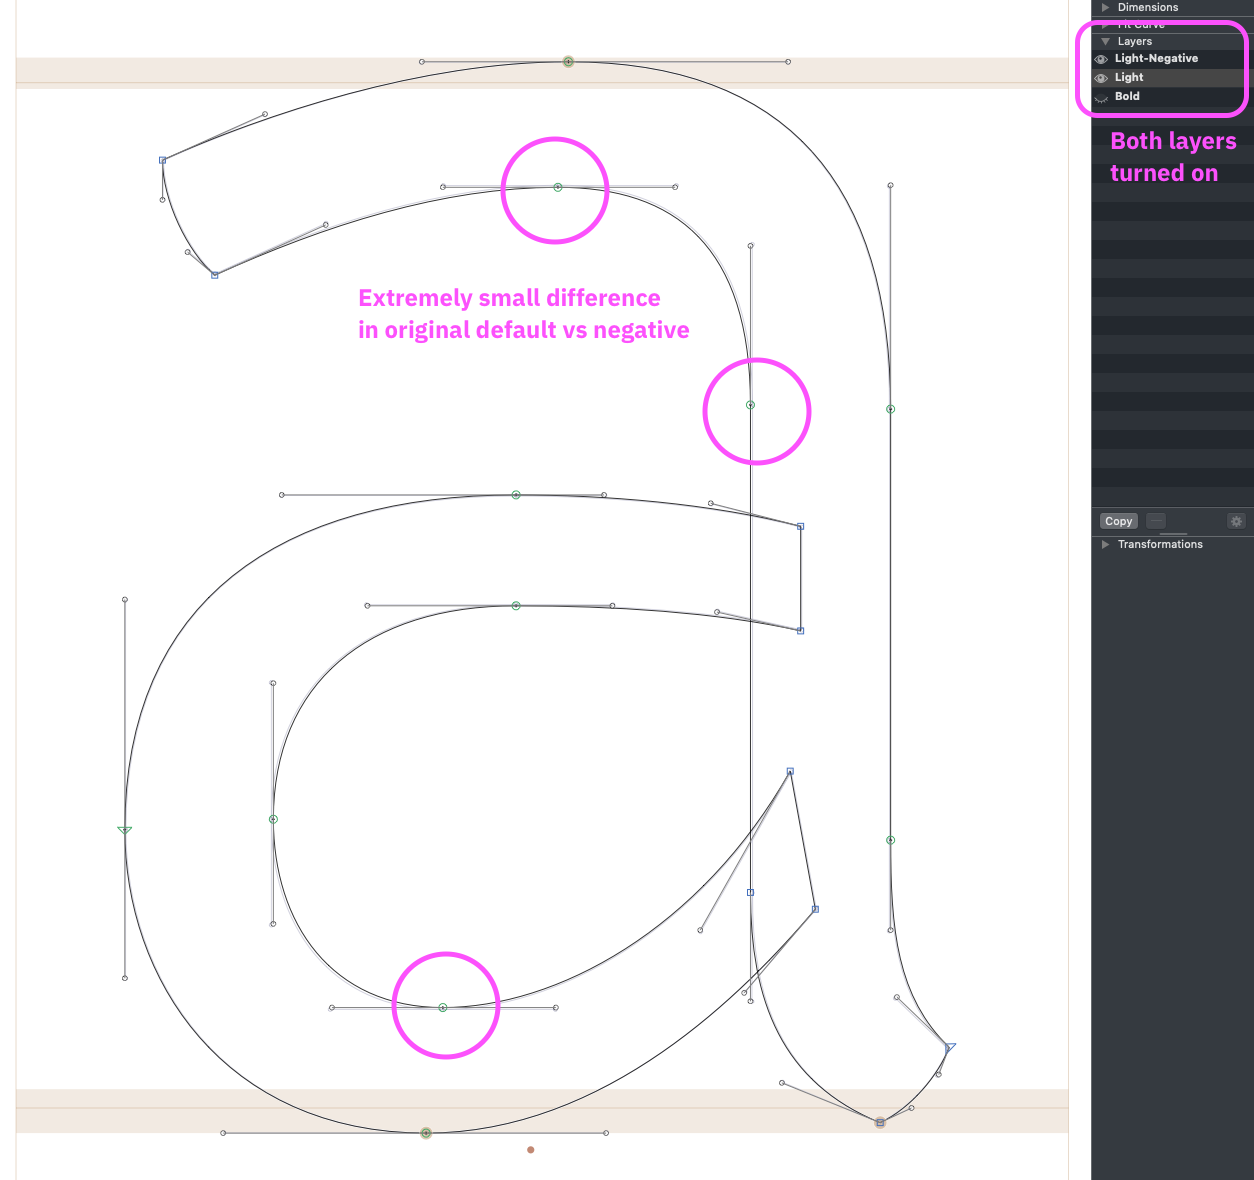 Dimensions
Fit Curve
Layers
Light-Negative
Light
Bold
Both layers
turned on
Extremely small difference
in original default vs negative
Copy
Transformations